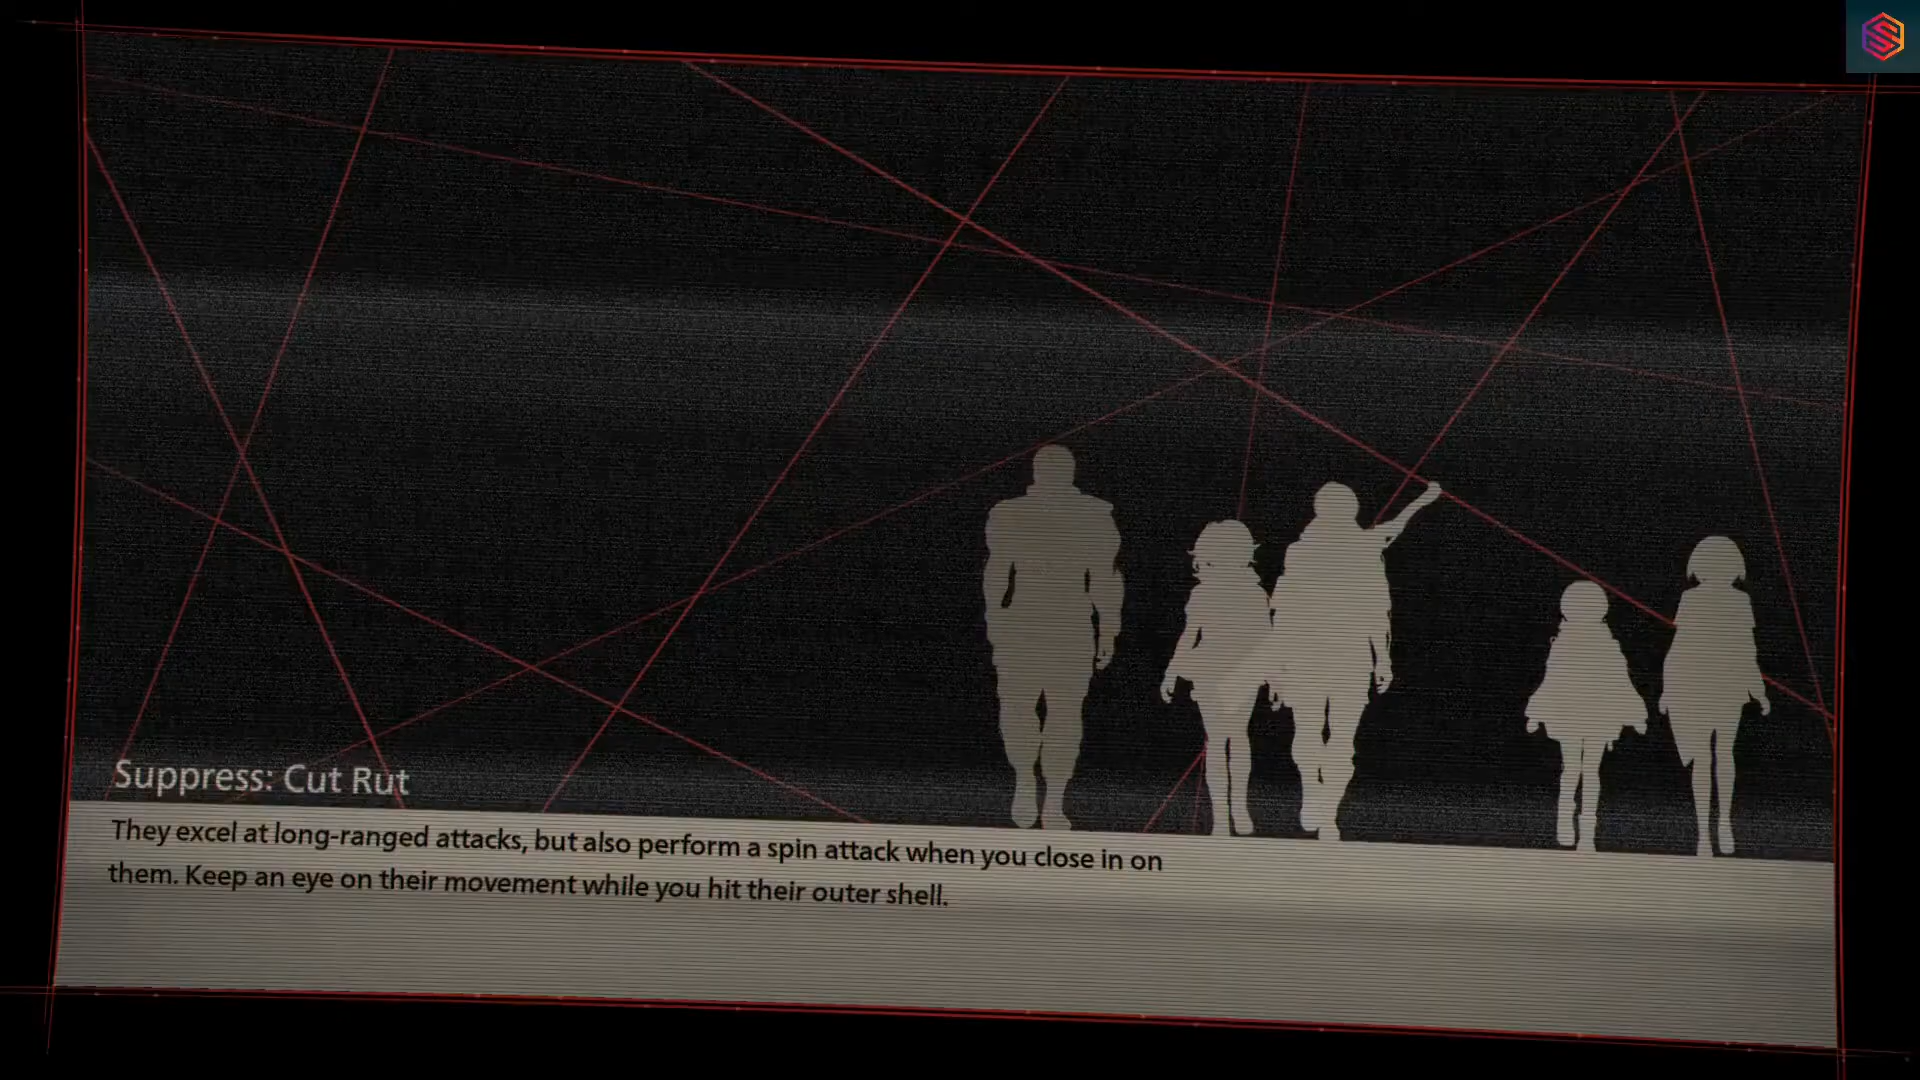 Suppress: Cut Rut
They excel at long-ranged attacks, but also perform a spin attack when you close in on
them. Keep an eye on their movement while you hit their outer shell.